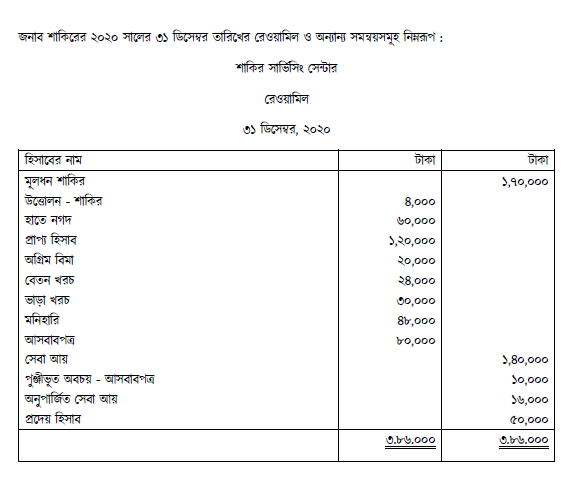 জনাব শাকিরের ২০২০ সালের ৩১ ডিসেম্বর তারিখের রেওয়ামিল ও অন্যান্য সমন্বয়সমূহ নিম্নরূপ :
শাকির সার্ভিসিং সেন্টার
রেওয়ামিল
৩১ ডিসেম্বর, ২০২০
হিসাবের নাম টাকা টাকা
মূলধন শাকির ১,৭০,০০০
উত্তোলন - শাকির ৪,০০০
হাতে নগদ ৬০,০০০
প্রাপ্য হিসাব ১,২০,০০০
অগ্রিম বিমা ২০,০০০
বেতন খরচ ২৪,০০০
ভাড়া খরচ ৩০,০০০
মনিহারি ৪৮,০০০
আসবাবপত্র ৮০,০০০
সেবা আয় ১,৪০,০০০
পুঞ্জীভূত অবচয় - আসবাবপত্র ১০,০০০
অনুপার্জিত সেবা আয় ১৬,০০০
প্রদেয় হিসাব ৫০,০০০
৩.৮৬.০০০ ৩.৮৬.০০০